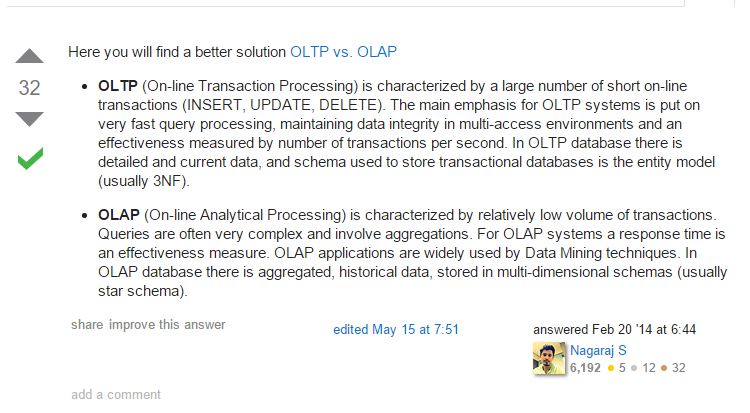 Here you will find a better solution OLTP vs. OLAP
32
OLTP (On-line Transaction Processing) is characterized by a large number of short on-line
transactions (INSERT, UPDATE, DELETE). The main emphasis for OLTP systems is put on
very fast query processing, maintaining data integrity in multi-access environments and an
effectiveness measured by number of transactions per second. In OLTP database there is
detailed and current data, and schema used to store transactional databases is the entity model
(usually 3NF).
OLAP (On-line Analytical Processing) is characterized by relatively low volume of transactions.
Queries are often very complex and involve aggregations. For OLAP systems a response time is
an effectiveness measure. OLAP applications are widely used by Data Mining techniques. In
OLAP database there is aggregated, historical data, stored in multi-dimensional schemas (usually
star schema).
share improve this answer
edited May 15 at 7:51
answered Feb 20 '14 at 6:44
Nagaraj S
6,192 5 12 32
add a comment